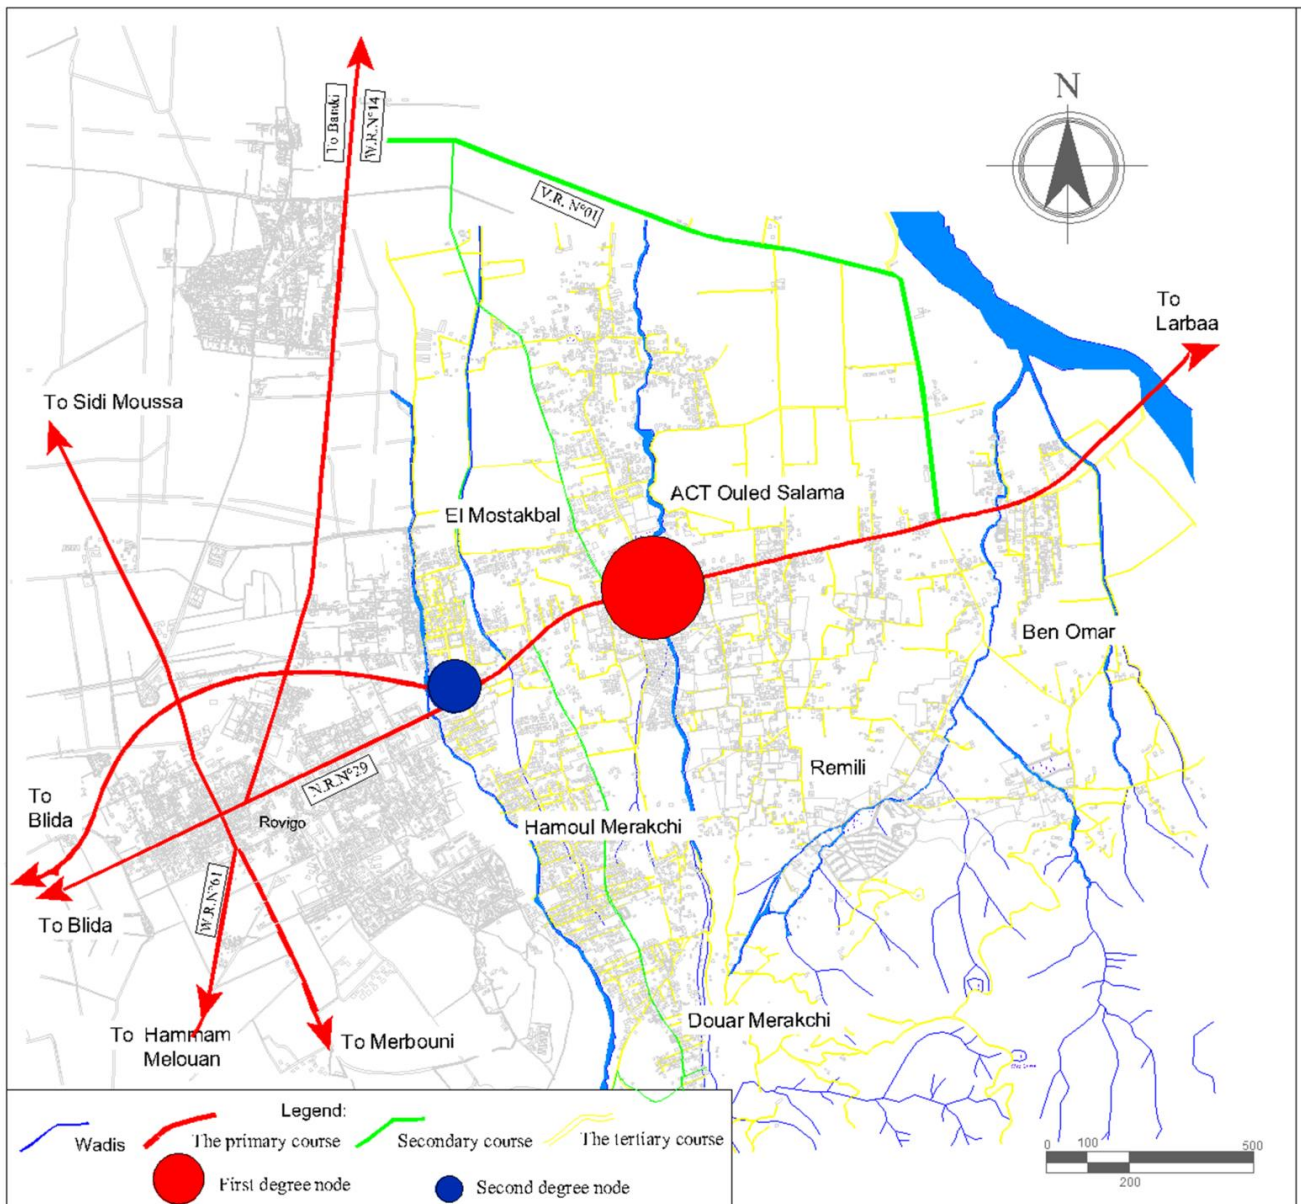 N
To Baraki
W.R.N°14
V.R. N°01
To
Larbaa
To Sidi Moussa
ACT Ouled Salama
El Mostakbal
Ben Omar
Remili
To
Blida
N.R.N°29
Rovigo
Hamoul Merakchi
W.R.N°61
To Blida
Douar Merakchi
To Hammam
Melouan
To Merbouni
Legend:
Wadis
The primary course
Secondary course
The tertiary course
First degree node
Second degree node
0 100 500
200